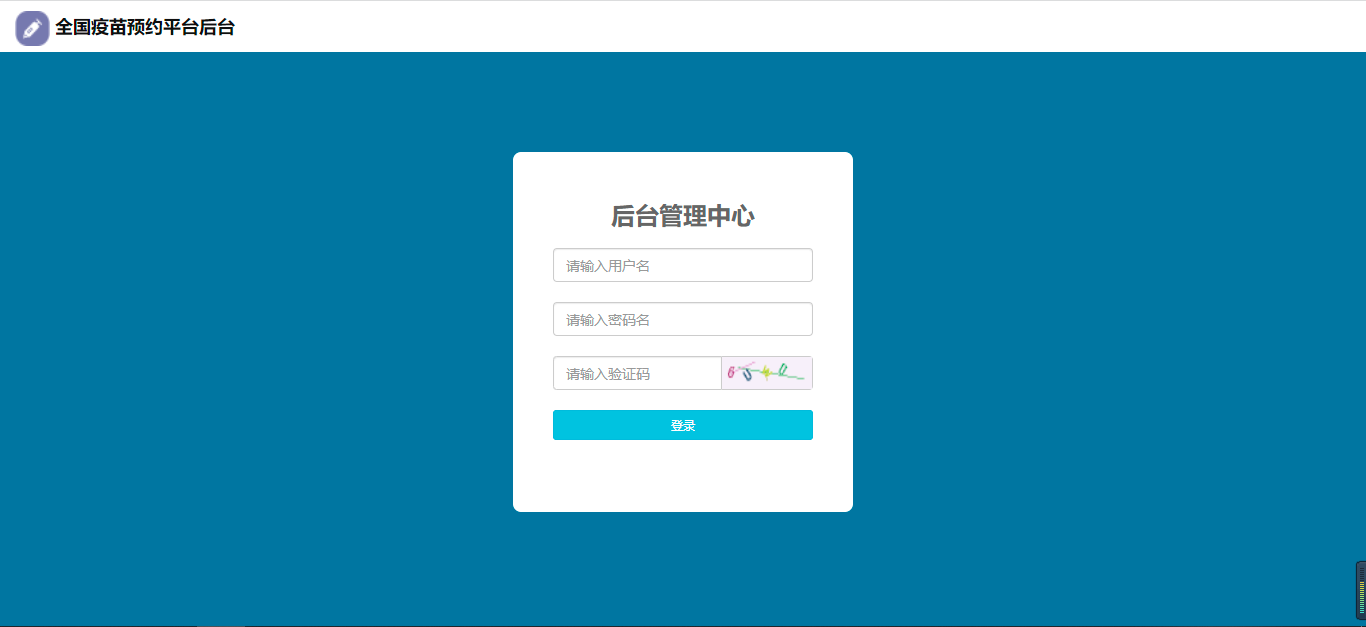 全国疫苗预约平台后台
后台管理中心
请输入用户名
请输入密码名
请输入验证码
登录